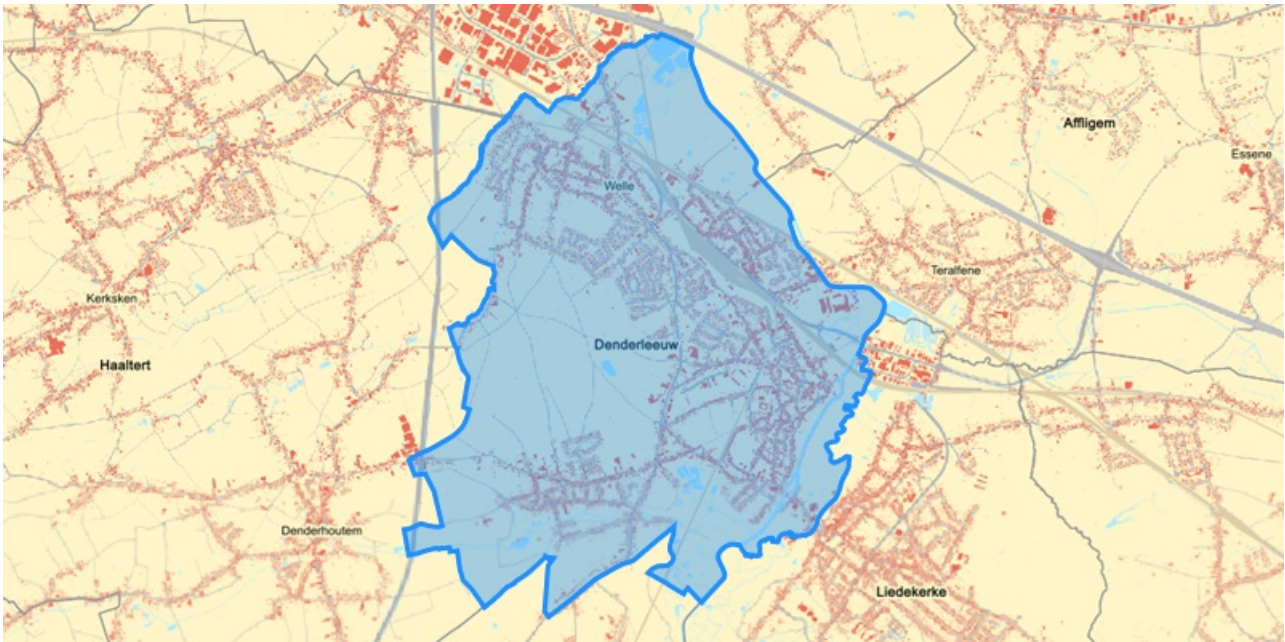 Affligem
Essene
Welle
Teralfene
Kerksken
Denderleeuw
Haaltert
Denderhoutem
Liedekerke